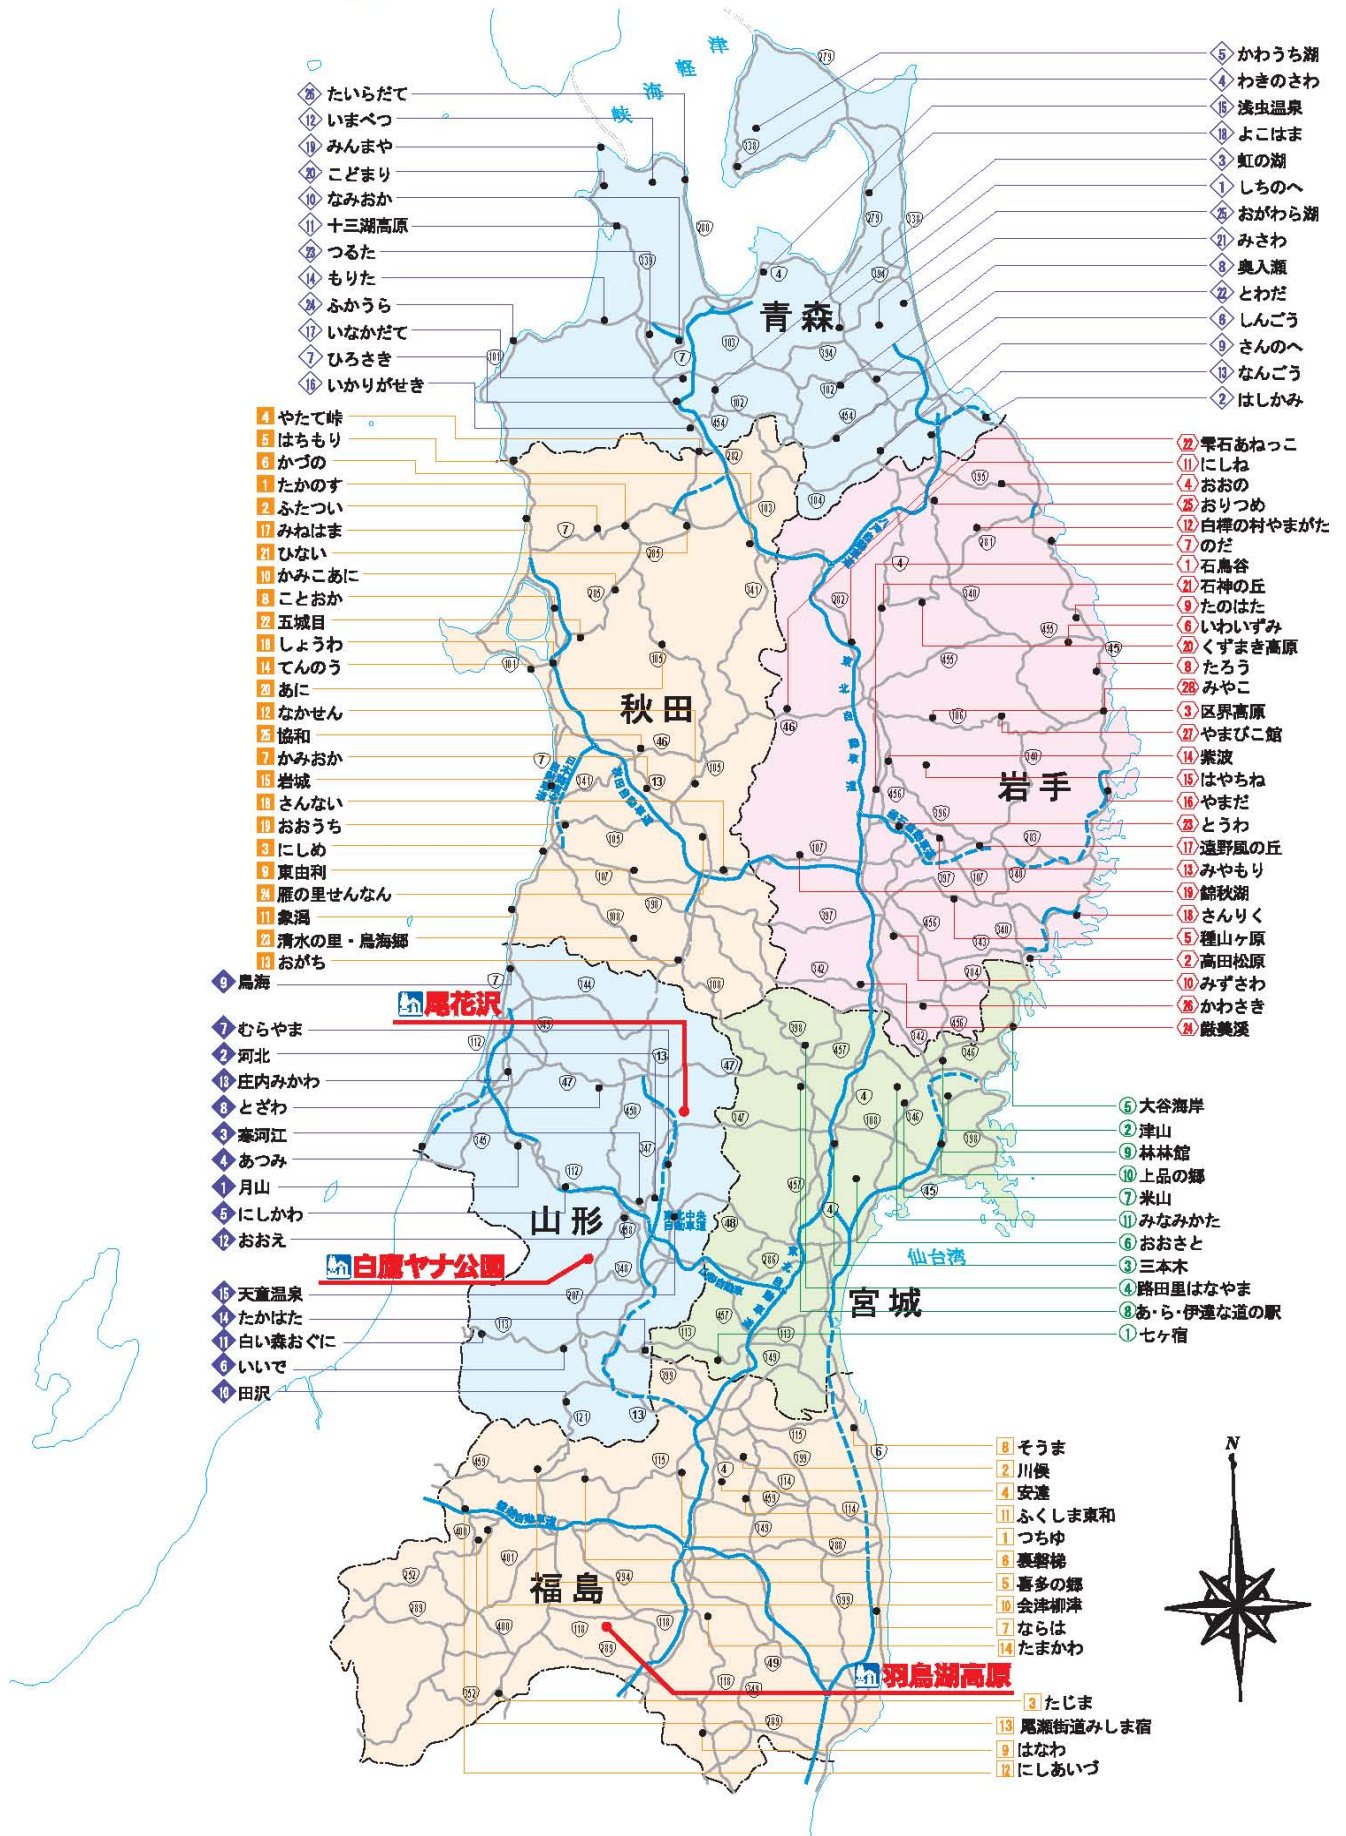 津
軽
海
峡
26 たいらだて
12 いまべつ
19 みんまや
20 こどまり
10 なみおか
11 十三湖高原
23 つるた
14 もりた
24 ふかうら
17 いなかだて
7 ひろさき
16 いかりがせき
5 かわうち湖
4 わきのさわ
15 浅虫温泉
18 よこはま
3 虹の湖
1 しちのへ
25 おがわら湖
21 みさわ
8 奥入瀬
22 とわだ
6 しんごう
9 さんのへ
13 なんごう
2 はしかみ
青森
4 やたて峠
5 はちもり
6 かづの
1 たかのす
2 ふたつい
17 みねはま
21 ひない
10 かみこあに
8 ことおか
22 五城目
16 しょうわ
14 てんのう
20 あに
12 なかせん
25 協和
7 かみおか
15 岩城
18 さんない
19 おおうち
3 にしめ
9 東由利
24 雁の里せんなん
11 象潟
23 清水の里・鳥海郷
13 おがち
秋田
22 雫石あねっこ
11 にしね
4 おおの
25 おりつめ
12 白樺の村やまがた
7 のだ
1 石鳥谷
21 石神の丘
9 たのはた
6 いわいずみ
20 くずまき高原
8 たろう
28 みやこ
3 区界高原
27 やまびこ館
14 紫波
15 はやちね
16 やまだ
23 とうわ
17 遠野風の丘
13 みやもり
19 錦秋湖
18 さんりく
5 種山ヶ原
2 高田松原
10 みずさわ
26 かわさき
24 厳美渓
岩手
9 鳥海
尾花沢
7 むらやま
2 河北
13 庄内みかわ
8 とざわ
3 寒河江
4 あつみ
1 月山
5 にしかわ
12 おおえ
白鷹ヤナ公園
15 天童温泉
14 たかはた
11 白い森おぐに
6 いいで
10 田沢
山形
東北中央
自動車道
5 大谷海岸
2 津山
9 林林館
10 上品の郷
7 米山
11 みなみかた
6 おおさと
3 三本木
4 路田里はなやま
8 あ・ら・伊達な道の駅
1 七ヶ宿
仙台湾
宮城
8 そうま
2 川俣
4 安達
11 ふくしま東和
1 つちゆ
6 裏磐梯
5 喜多の郷
10 会津柳津
7 ならは
14 たまかわ
羽鳥湖高原
3 たじま
13 尾瀬街道みしま宿
9 はなわ
12 にしあいづ
福島
N